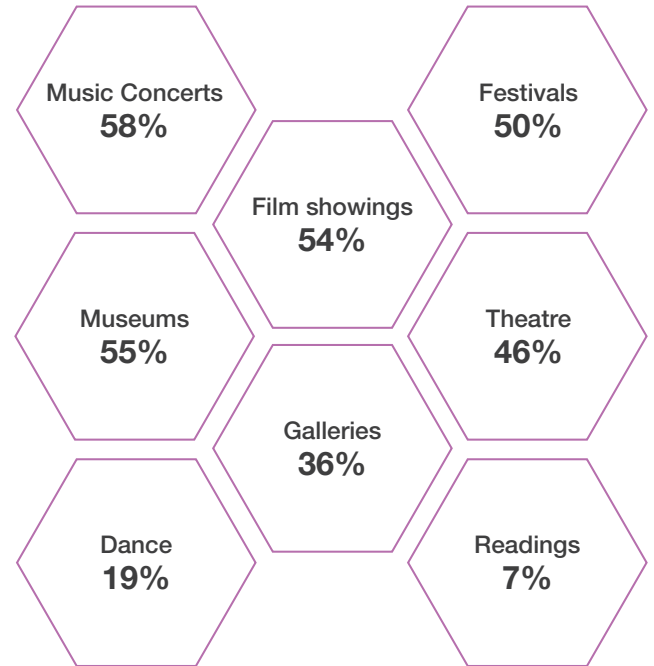 Music Concerts
58%
Festivals
50%
Film showings
54%
Museums
55%
Theatre
46%
Galleries
36%
Dance
19%
Readings
7%